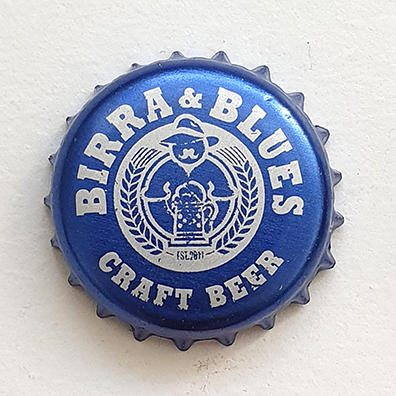 BIRRA & BLUES
EST.2011
CRAFT BEER